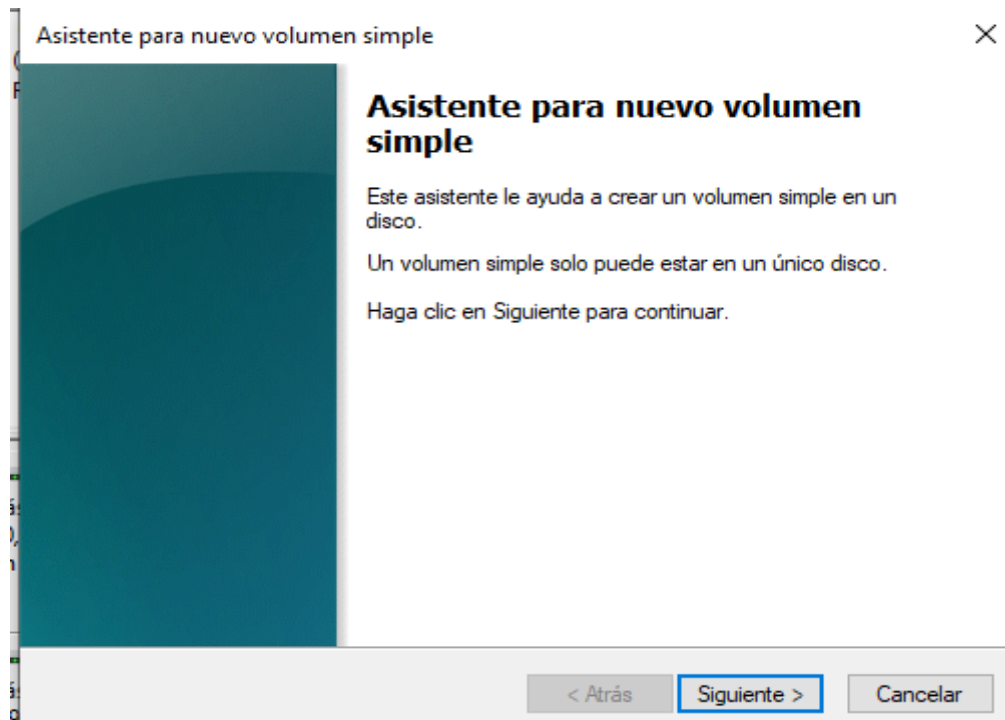 Asistente para nuevo volumen simple
Asistente para nuevo volumen
simple
Este asistente le ayuda a crear un volumen simple en un
disco.
Un volumen simple solo puede estar en un único disco.
Haga clic en Siguiente para continuar.
< Atrás
Siguiente >
Cancelar